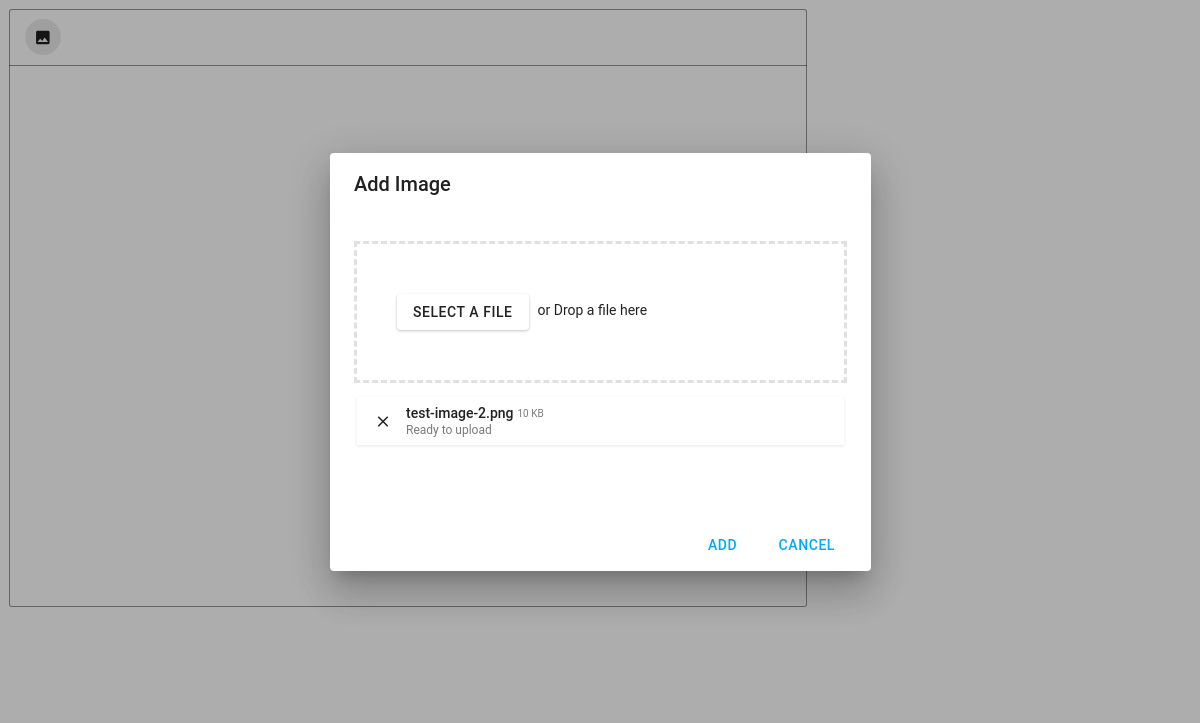 Add Image
SELECT A FILE or Drop a file here
test-image-2.png 10 KB
Ready to upload
ADD CANCEL